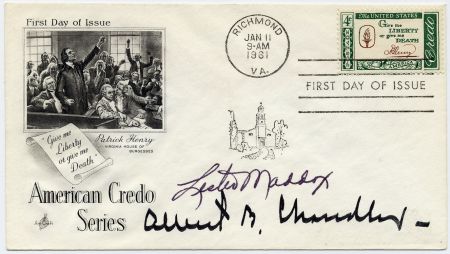 First Day of Issue
RICHMOND
JAN 11
9-AM
1961
VA.
4¢ The UNITED STATES
Give me
LIBERTY
or give me
DEATH
P Henry
Credo
FIRST DAY OF ISSUE
Patrick Henry
VIRGINIA HOUSE OF
BURGESSES
"Give me
Liberty
or give me
Death"
American Credo
Series
Lester Maddox
Albert B. Chandler